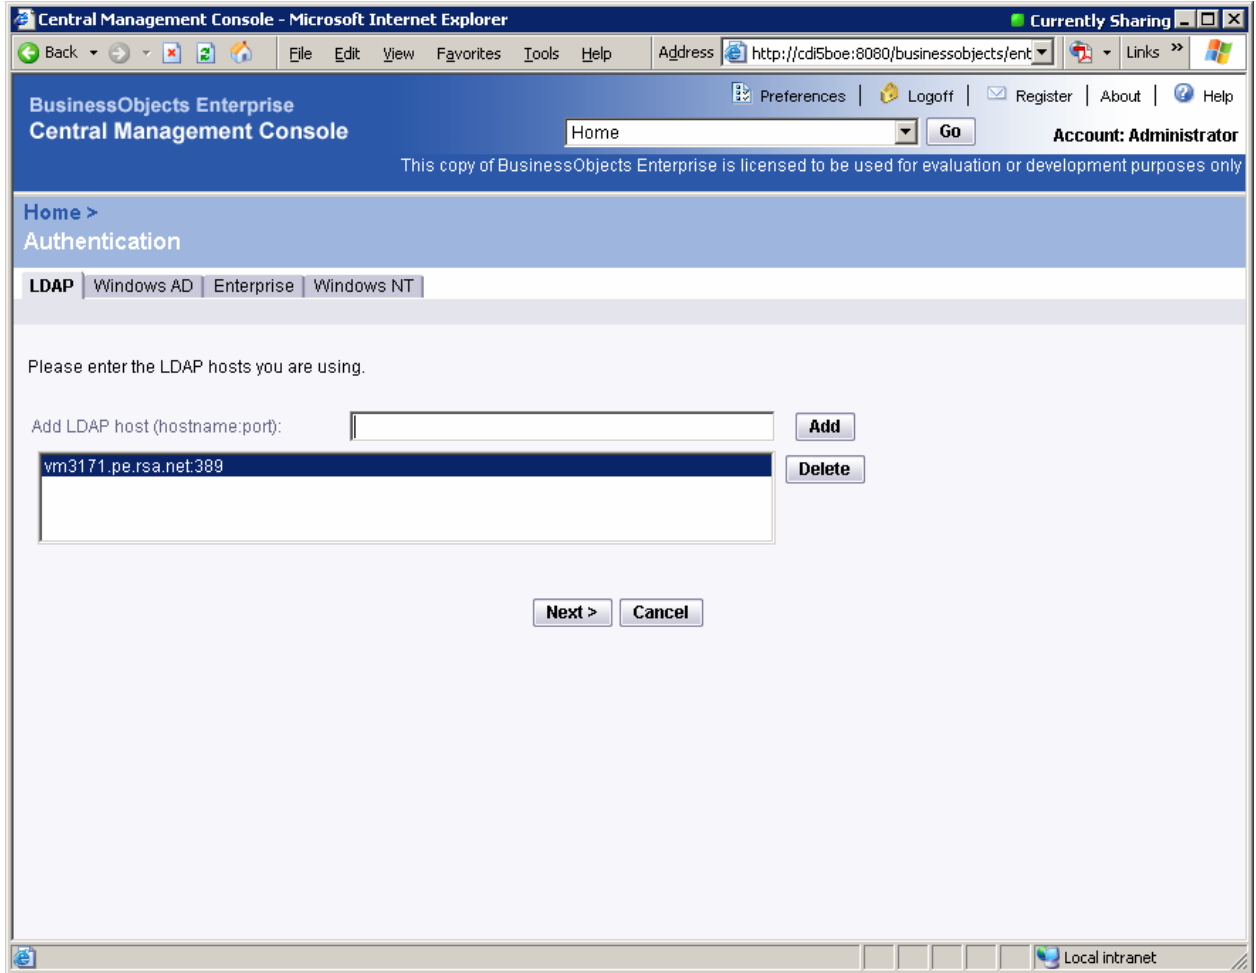 Central Management Console - Microsoft Internet Explorer
Currently Sharing
Back
File Edit View Favorites Tools Help
Address http://cdi5boe:8080/businessobjects/ent
Links »
BusinessObjects Enterprise
Central Management Console
Preferences | Logoff | Register | About | Help
Home
Go
Account: Administrator
This copy of BusinessObjects Enterprise is licensed to be used for evaluation or development purposes only
Home >
Authentication
LDAP | Windows AD | Enterprise | Windows NT
Please enter the LDAP hosts you are using.
Add LDAP host (hostname:port):
Add
vm3171.pe.rsa.net:389
Delete
Next > Cancel
Local intranet